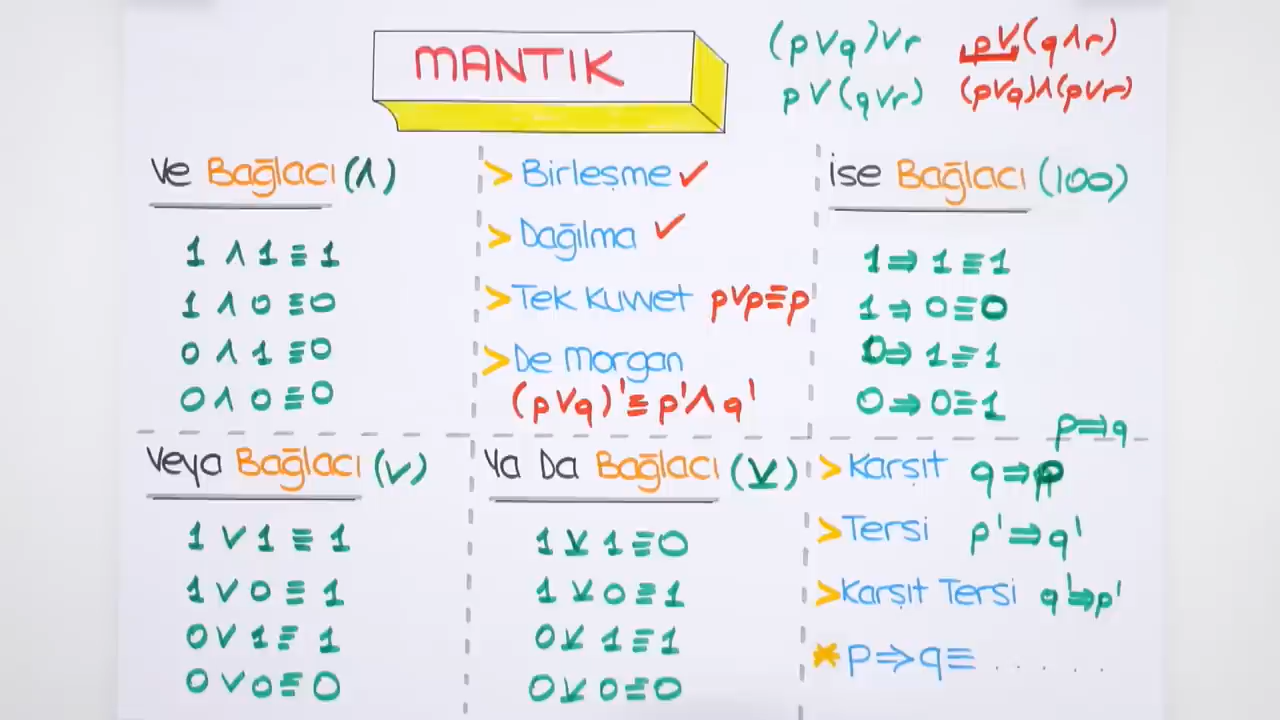 MANTIK
(p∨q)∨r
p∨(q∨r)
p∨(q∧r)
(p∨q)∧(p∨r)
Ve Bağlacı (∧)
1 ∧ 1 ≡ 1
1 ∧ 0 ≡ 0
0 ∧ 1 ≡ 0
0 ∧ 0 ≡ 0
> Birleşme ✓
> Dağılma ✓
> Tek Kuvvet p∨p≡p
> De Morgan
(p∨q)'≡ p'∧ q'
ise Bağlacı (100)
1 ⇒ 1 ≡ 1
1 ⇒ 0 ≡ 0
0 ⇒ 1 ≡ 1
0 ⇒ 0 ≡ 1
Veya Bağlacı (∨)
1 ∨ 1 ≡ 1
1 ∨ 0 ≡ 1
0 ∨ 1 ≡ 1
0 ∨ 0 ≡ 0
Ya Da Bağlacı (⊻)
1 ⊻ 1 ≡ 0
1 ⊻ 0 ≡ 1
0 ⊻ 1 ≡ 1
0 ⊻ 0 ≡ 0
p⇒q
> Karşıt q⇒p
> Tersi p'⇒q'
> Karşıt Tersi q'⇒p'
* p⇒q≡ . . . . . .